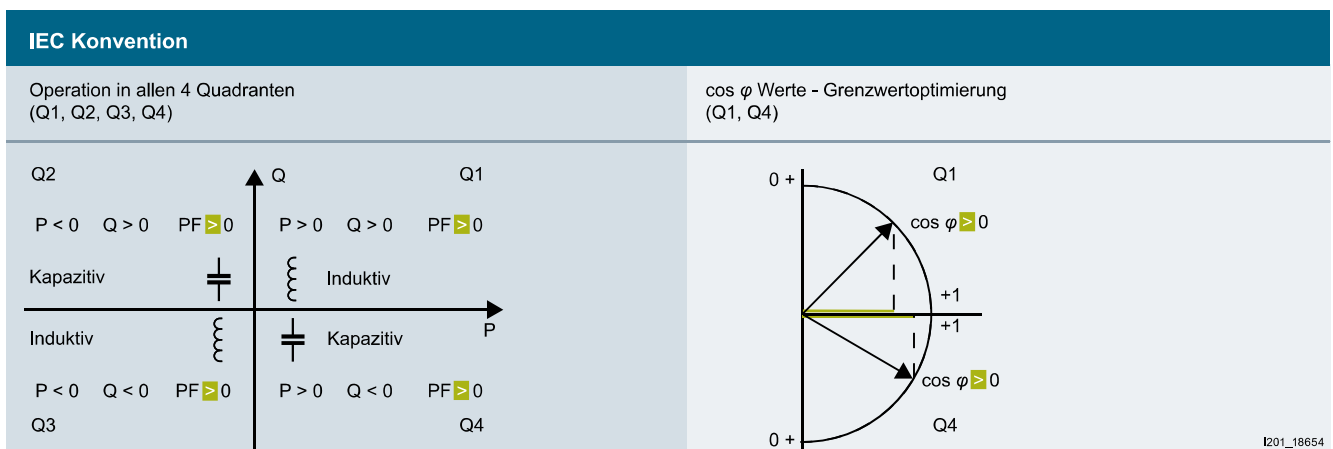 IEC Konvention
Operation in allen 4 Quadranten
(Q1, Q2, Q3, Q4)
cos φ Werte - Grenzwertoptimierung
(Q1, Q4)
Q2 Q Q1
P < 0 Q > 0 PF > 0 P > 0 Q > 0 PF > 0
Kapazitiv Induktiv
P
Induktiv Kapazitiv
P < 0 Q < 0 PF > 0 P > 0 Q < 0 PF > 0
Q3 Q4
0 + Q1
cos φ > 0
+1
+1
cos φ > 0
Q4
0 +
I201_18654